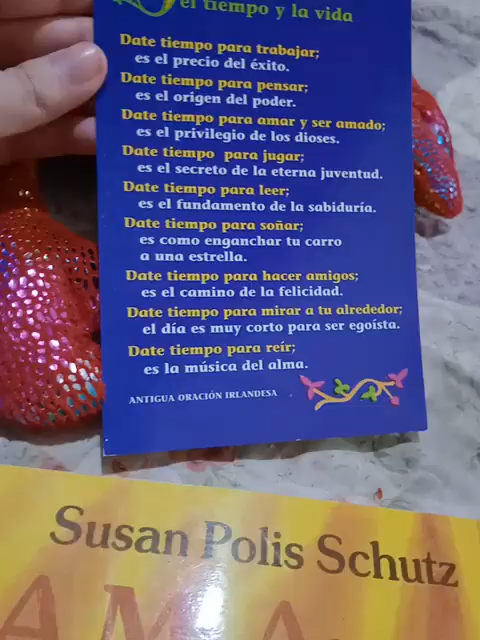 el tiempo y la vida
Date tiempo para trabajar;
es el precio del éxito.
Date tiempo para pensar;
es el origen del poder.
Date tiempo para amar y ser amado;
es el privilegio de los dioses.
Date tiempo para jugar;
es el secreto de la eterna juventud.
Date tiempo para leer;
es el fundamento de la sabiduría.
Date tiempo para soñar;
es como enganchar tu carro
a una estrella.
Date tiempo para hacer amigos;
es el camino de la felicidad.
Date tiempo para mirar a tu alrededor;
el día es muy corto para ser egoísta.
Date tiempo para reír;
es la música del alma.
ANTIGUA ORACIÓN IRLANDESA
Susan Polis Schutz